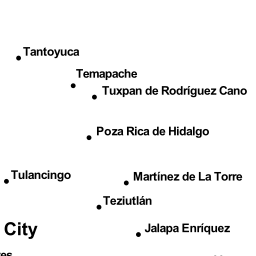 Tantoyuca
Temapache
Tuxpan de Rodríguez Cano
Poza Rica de Hidalgo
Tulancingo
Martínez de La Torre
Teziutlán
City
Jalapa Enríquez